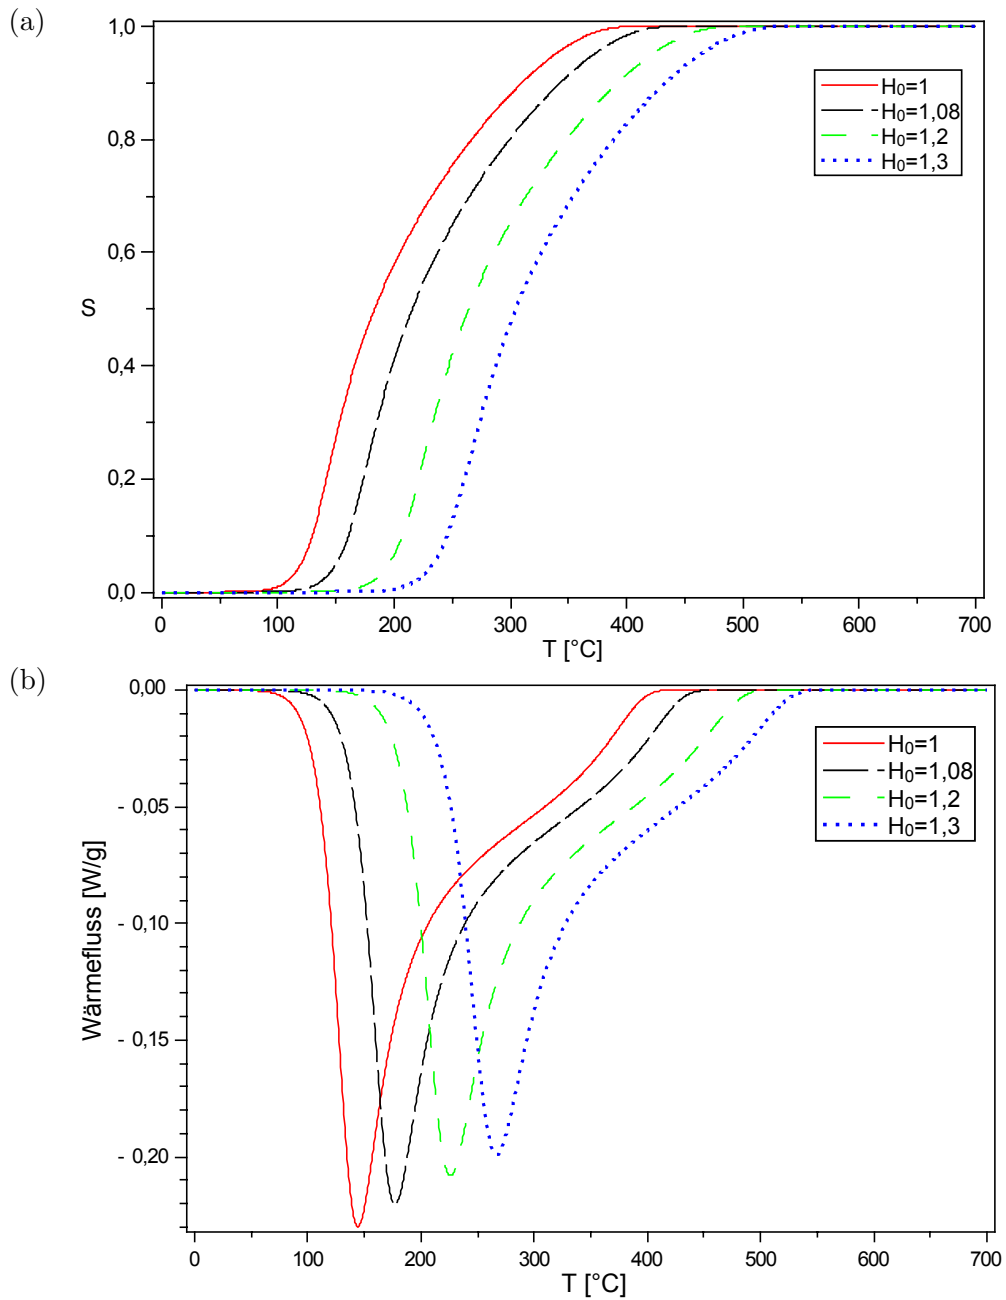 (a)
1,0
0,8
0,6
S
0,4
0,2
0,0
0 100 200 300 400 500 600 700
T [°C]
H₀=1
H₀=1,08
H₀=1,2
H₀=1,3
(b)
0,00
- 0,05
- 0,10
- 0,15
- 0,20
Wärmefluss [W/g]
0 100 200 300 400 500 600 700
T [°C]
H₀=1
H₀=1,08
H₀=1,2
H₀=1,3